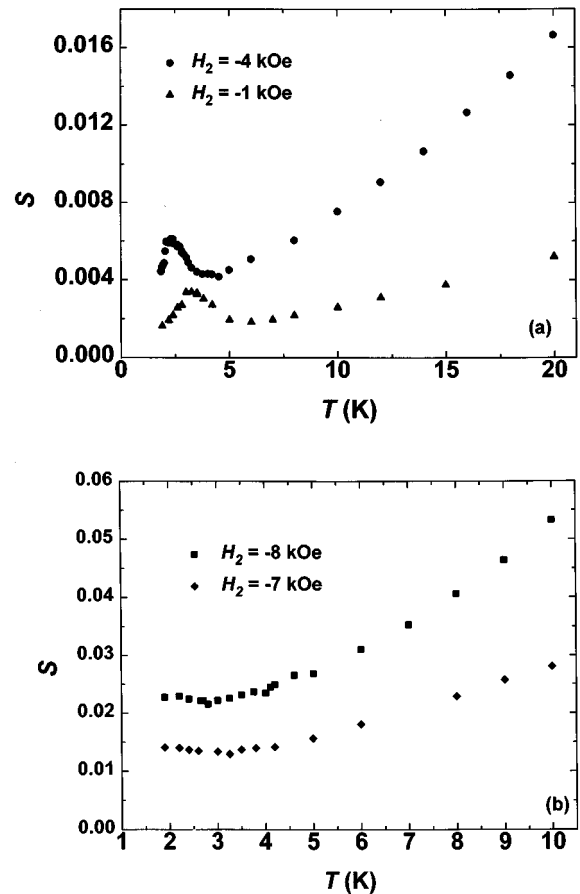 0.016
0.012
0.008
0.004
0.000
S
H2 = -4 kOe
H2 = -1 kOe
(a)
0 5 10 15 20
T (K)
0.06
0.05
0.04
0.03
0.02
0.01
0.00
S
H2 = -8 kOe
H2 = -7 kOe
(b)
1 2 3 4 5 6 7 8 9 10
T (K)